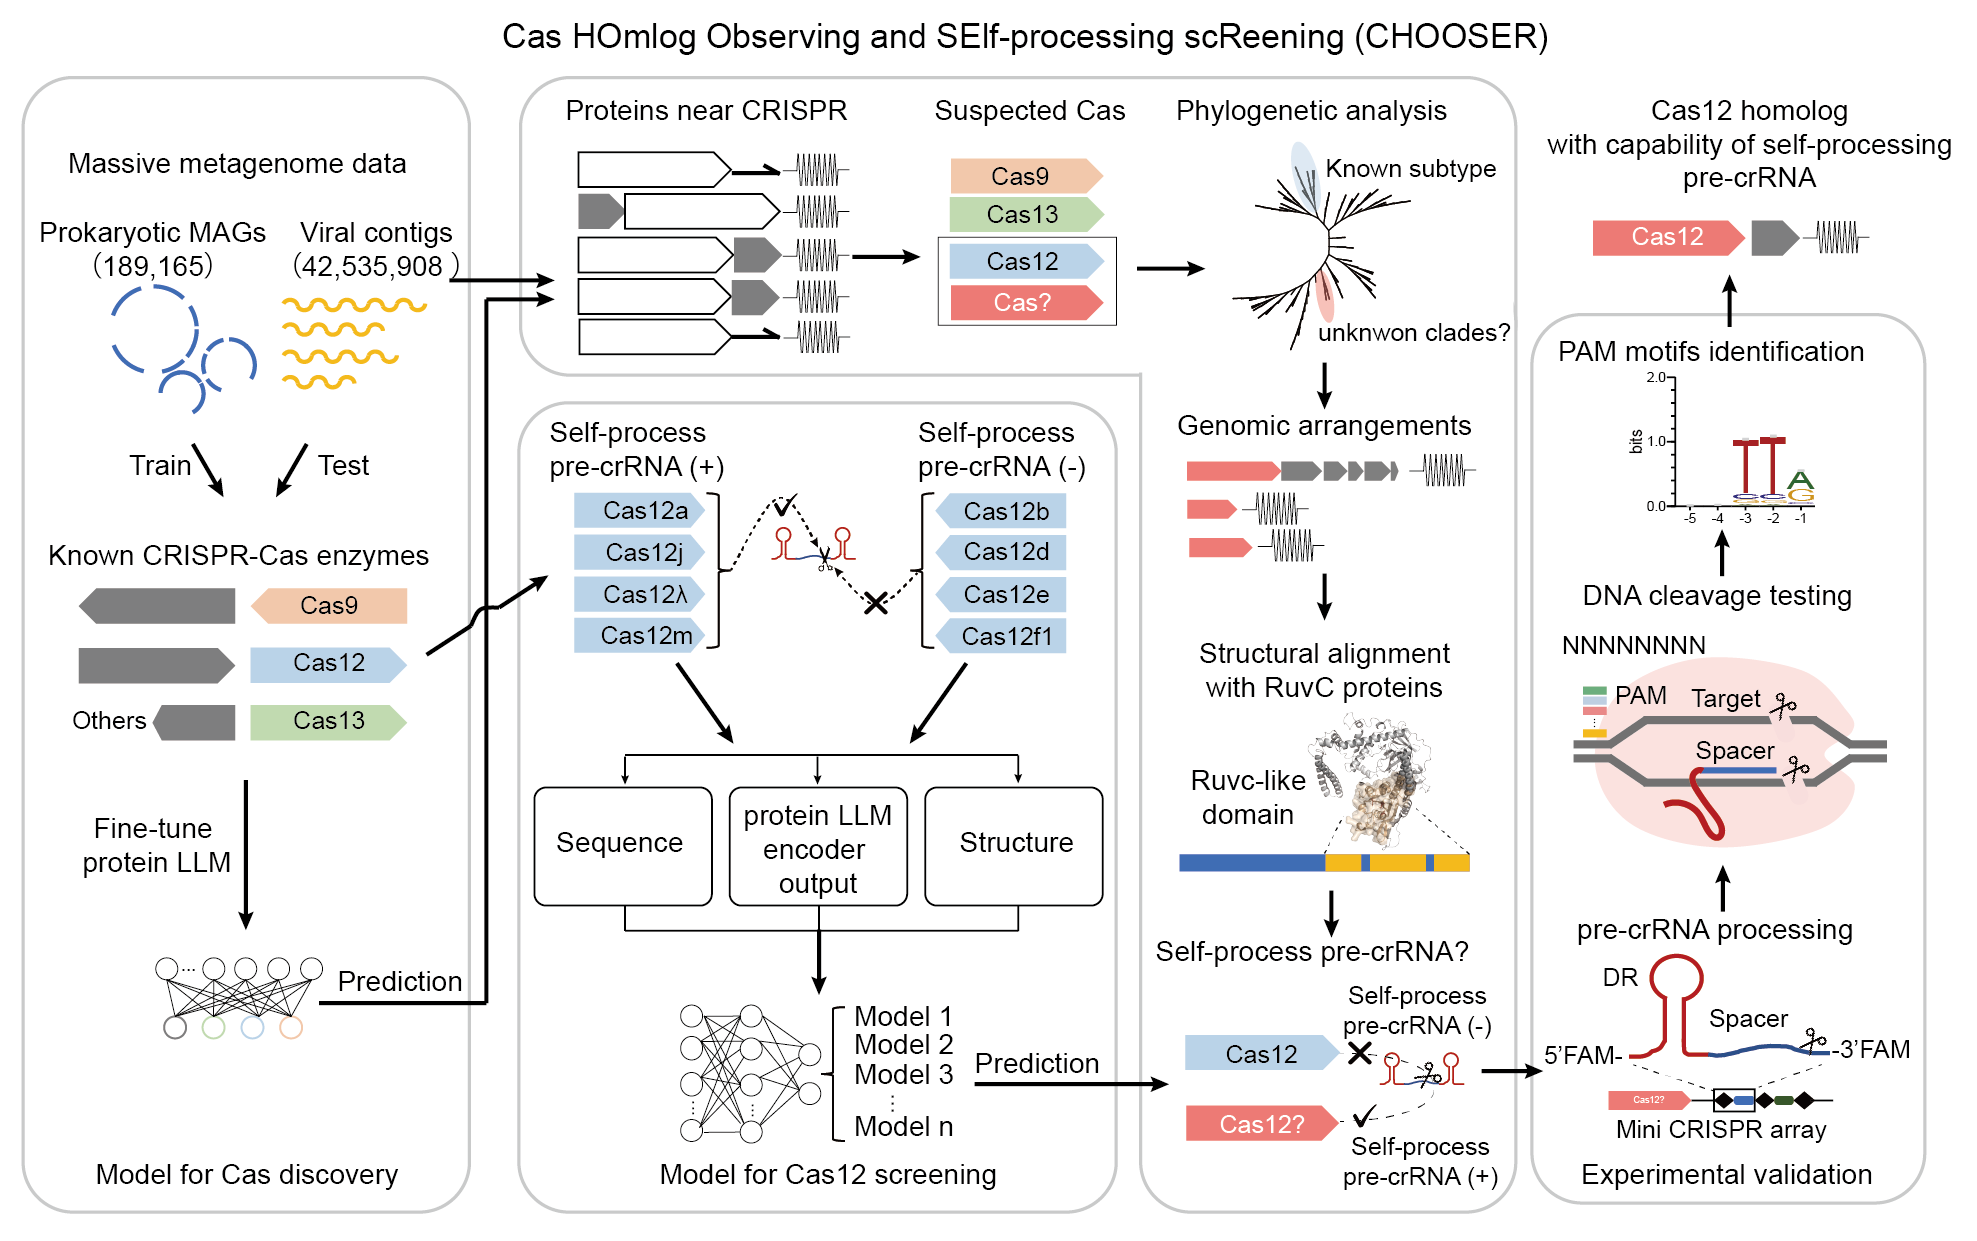 Cas HOmlog Observing and SElf-processing scReening (CHOOSER)
Massive metagenome data
Prokaryotic MAGs
(189,165)
Viral contigs
(42,535,908 )
Train
Test
Known CRISPR-Cas enzymes
Cas9
Cas12
Others
Cas13
Fine-tune
protein LLM
...
Prediction
Model for Cas discovery
Proteins near CRISPR
Suspected Cas
Cas9
Cas13
Cas12
Cas?
Phylogenetic analysis
Known subtype
unknwon clades?
Self-process
pre-crRNA (+)
Cas12a
Cas12j
Cas12λ
Cas12m
Self-process
pre-crRNA (-)
Cas12b
Cas12d
Cas12e
Cas12f1
Sequence
protein LLM
encoder
output
Structure
Model 1
Model 2
Model 3
Model n
Prediction
Model for Cas12 screening
Genomic arrangements
Structural alignment
with RuvC proteins
Ruvc-like
domain
Self-process pre-crRNA?
Self-process
pre-crRNA (-)
Cas12
Cas12?
Self-process
pre-crRNA (+)
Cas12 homolog
with capability of self-processing
pre-crRNA
Cas12
PAM motifs identification
2.0
1.0
0.0
bits
T T A
C C G
-5 -4 -3 -2 -1
DNA cleavage testing
NNNNNNNN
PAM
Target
Spacer
pre-crRNA processing
DR
Spacer
5'FAM-
-3'FAM
Cas12?
Mini CRISPR array
Experimental validation